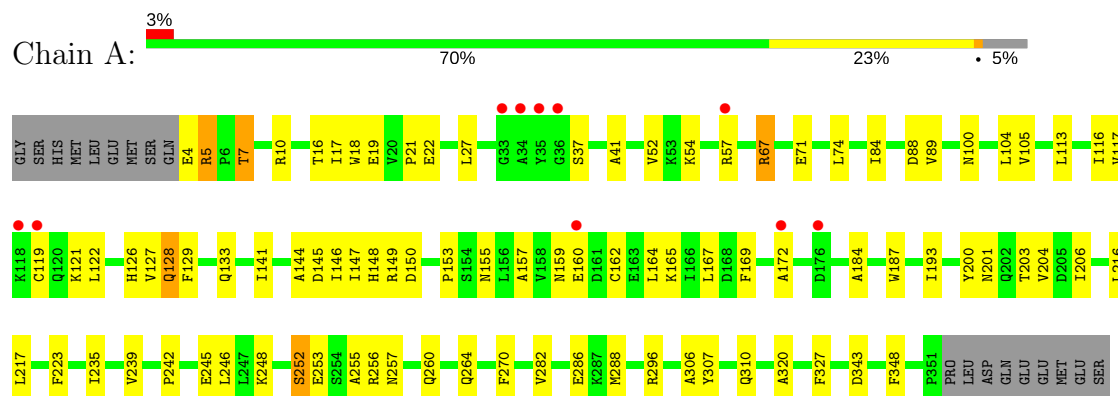 3%
Chain A:
70% 23% • 5%
GLY SER HIS MET LEU GLU MET SER GLN E4 R5 P6 T7 R10 T16 I17 W18 E19 V20 P21 E22 L27 G33 A34 Y35 G36 S37 A41 V52 K53 K54 R57 R67 E71 L74 I84 D88 V89 N100 L104 V105 L113 I116 V117
K118 C119 Q120 K121 L122 H126 V127 Q128 F129 Q133 I141 A144 D145 I146 I147 H148 R149 D150 P153 S154 N155 L156 A157 V158 N159 E160 D161 C162 E163 L164 K165 I166 L167 D168 F169 A172 D176 A184 W187 I193 Y200 N201 Q202 T203 V204 D205 I206 L216
L217 F223 I235 V239 P242 E245 L246 L247 K248 S252 E253 S254 A255 R256 N257 Q260 Q264 F270 V282 E286 K287 M288 R296 A306 Y307 Q310 A320 F327 D343 F348 P351 PRO LEU ASP GLN GLU GLU MET GLU SER